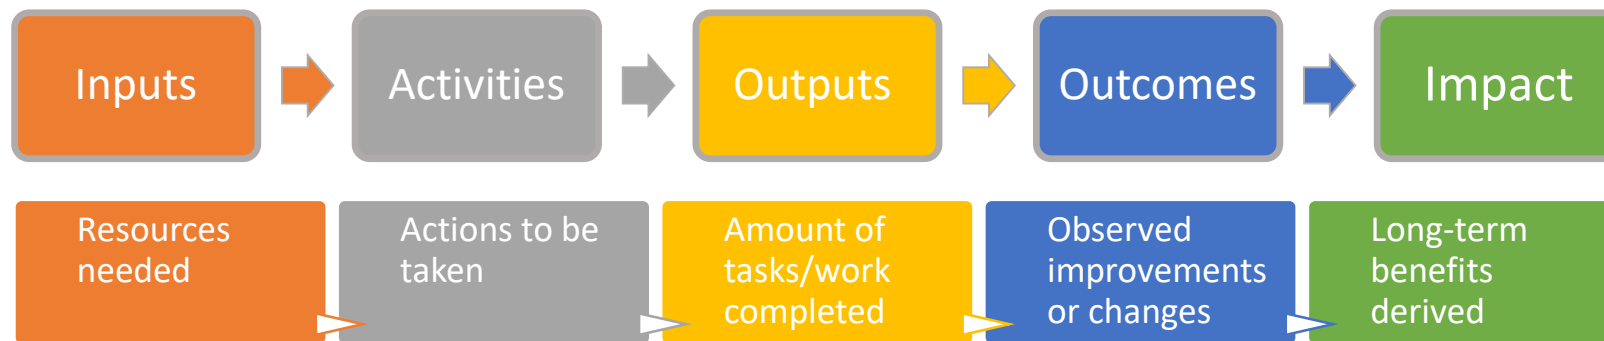 Inputs
Activities
Outputs
Outcomes
Impact
Resources
needed
Actions to be
taken
Amount of
tasks/work
completed
Observed
improvements
or changes
Long-term
benefits
derived